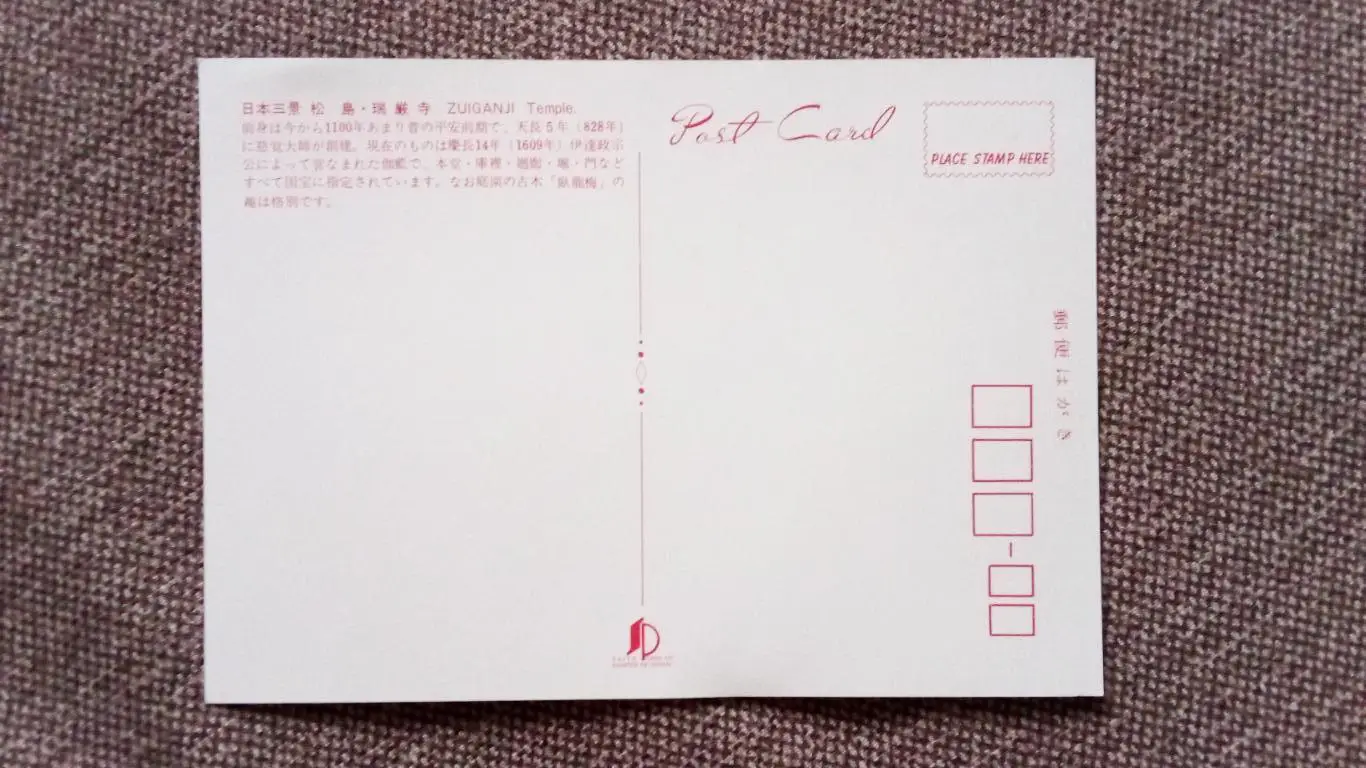 日本三景 松 島・瑞 厳 寺 ZUIGANJI Temple.
前身は今から1100年あまり昔の平安前期で、天長5年（828年）
に慈覚大師が創建。現在のものは慶長14年（1609年）伊達政宗
公によって営なまれた伽藍で、本堂・庫裡・廻廊・塀・門など
すべて国宝に指定されています。なお庭園の古木「臥龍梅」の
趣は格別です。
Post Card
PLACE STAMP HERE
郵便はがき